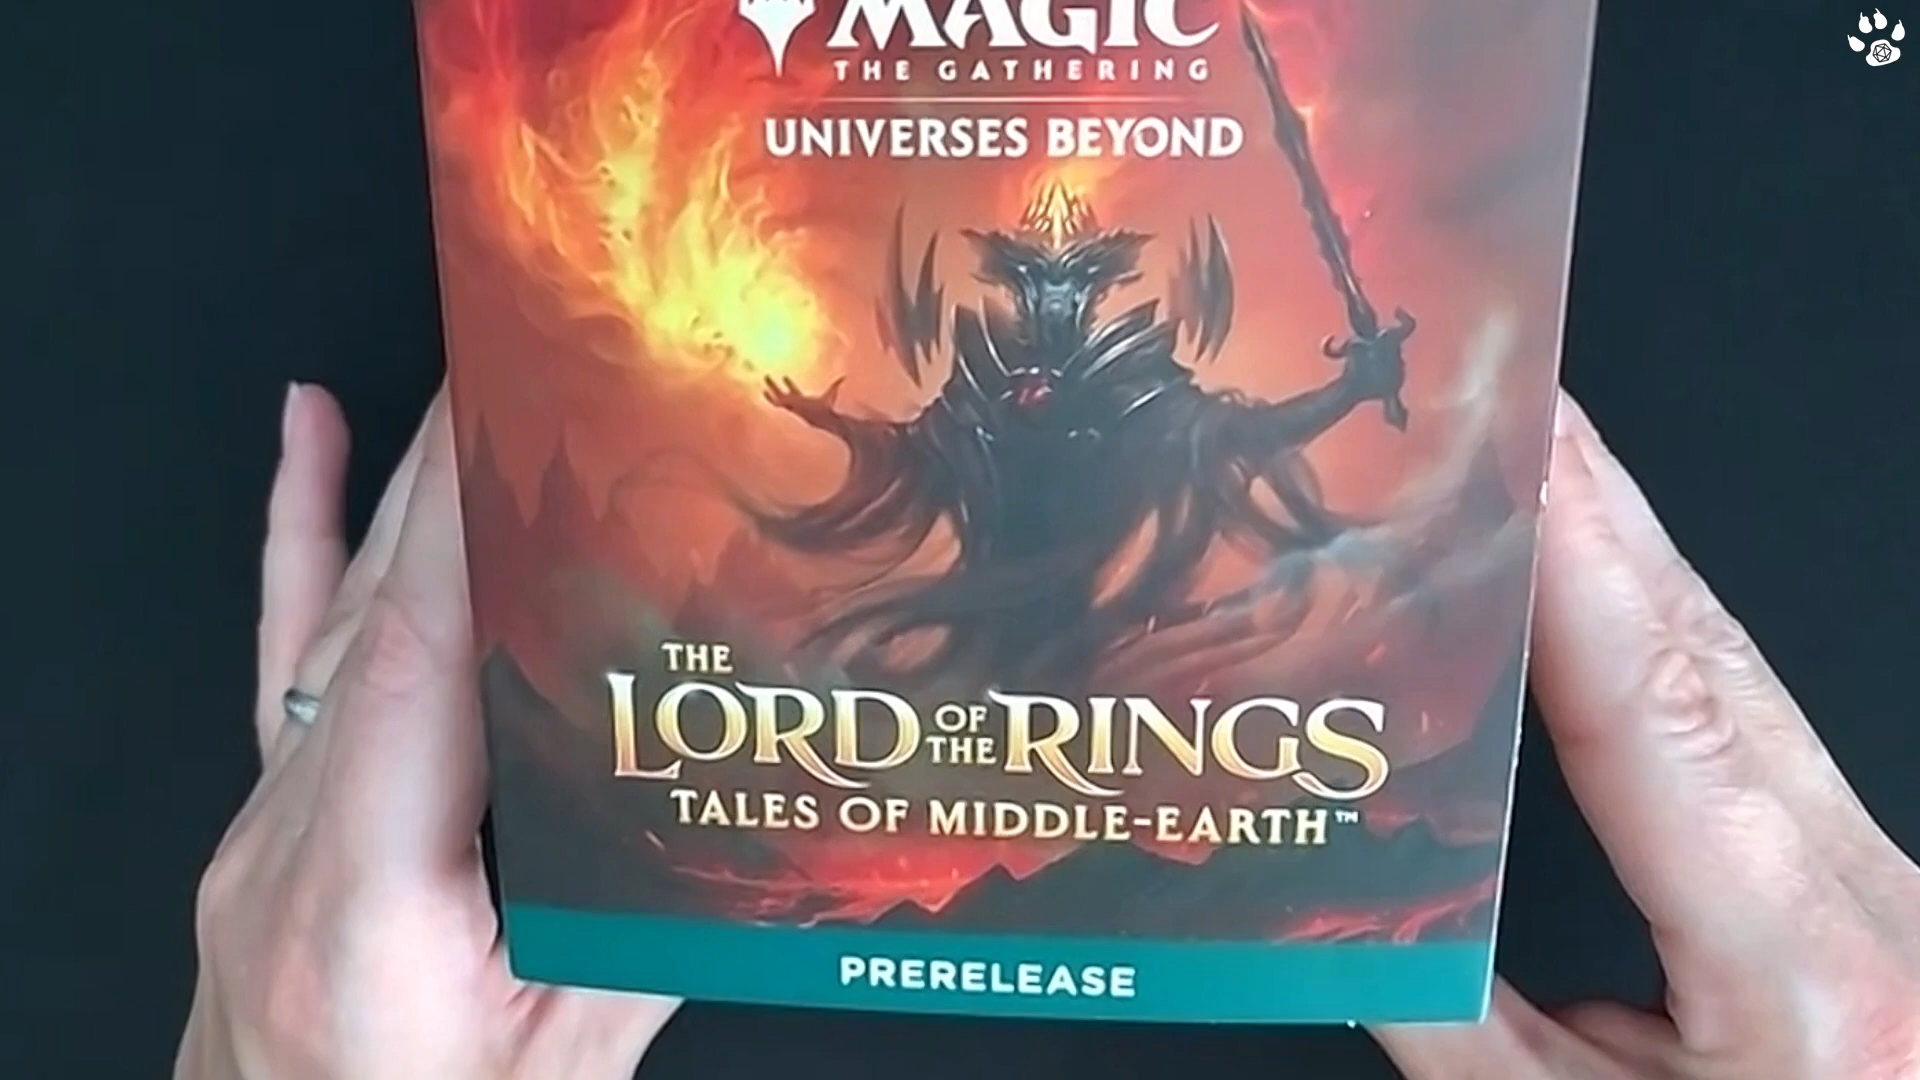 MAGIC
THE GATHERING
UNIVERSES BEYOND
THE
LORD OF THE RINGS
TALES OF MIDDLE-EARTH™
PRERELEASE